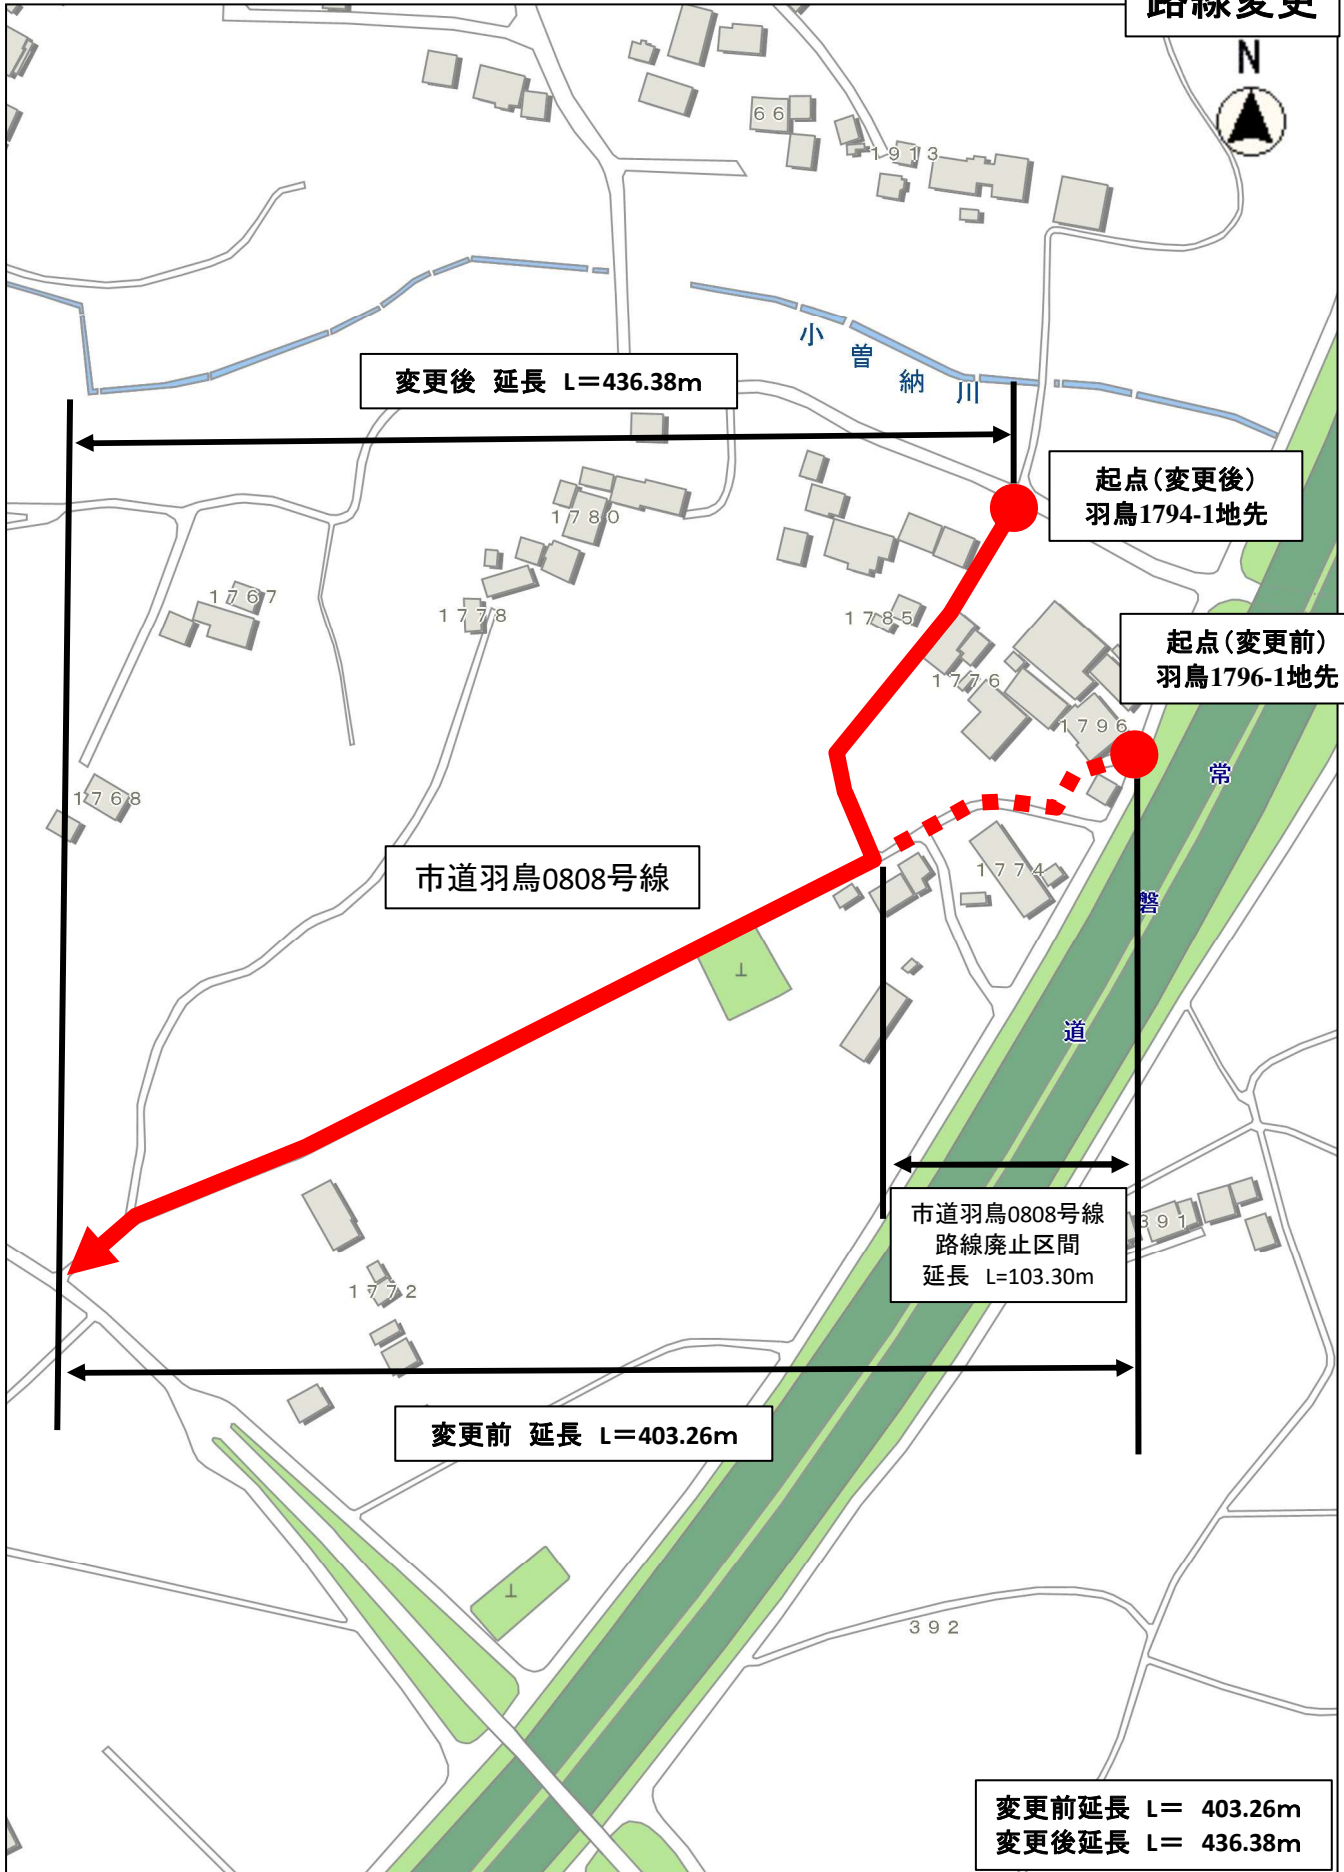 路線変更
N
66
1913
小曽納川
変更後 延長 L＝436.38m
起点（変更後）
羽鳥1794-1地先
1780
1767
1778
1785
起点（変更前）
羽鳥1796-1地先
1776
1796
常磐道
1768
市道羽鳥0808号線
1774
市道羽鳥0808号線
路線廃止区間
延長 L=103.30m
391
1772
変更前 延長 L＝403.26m
392
変更前延長 L＝ 403.26m
変更後延長 L＝ 436.38m